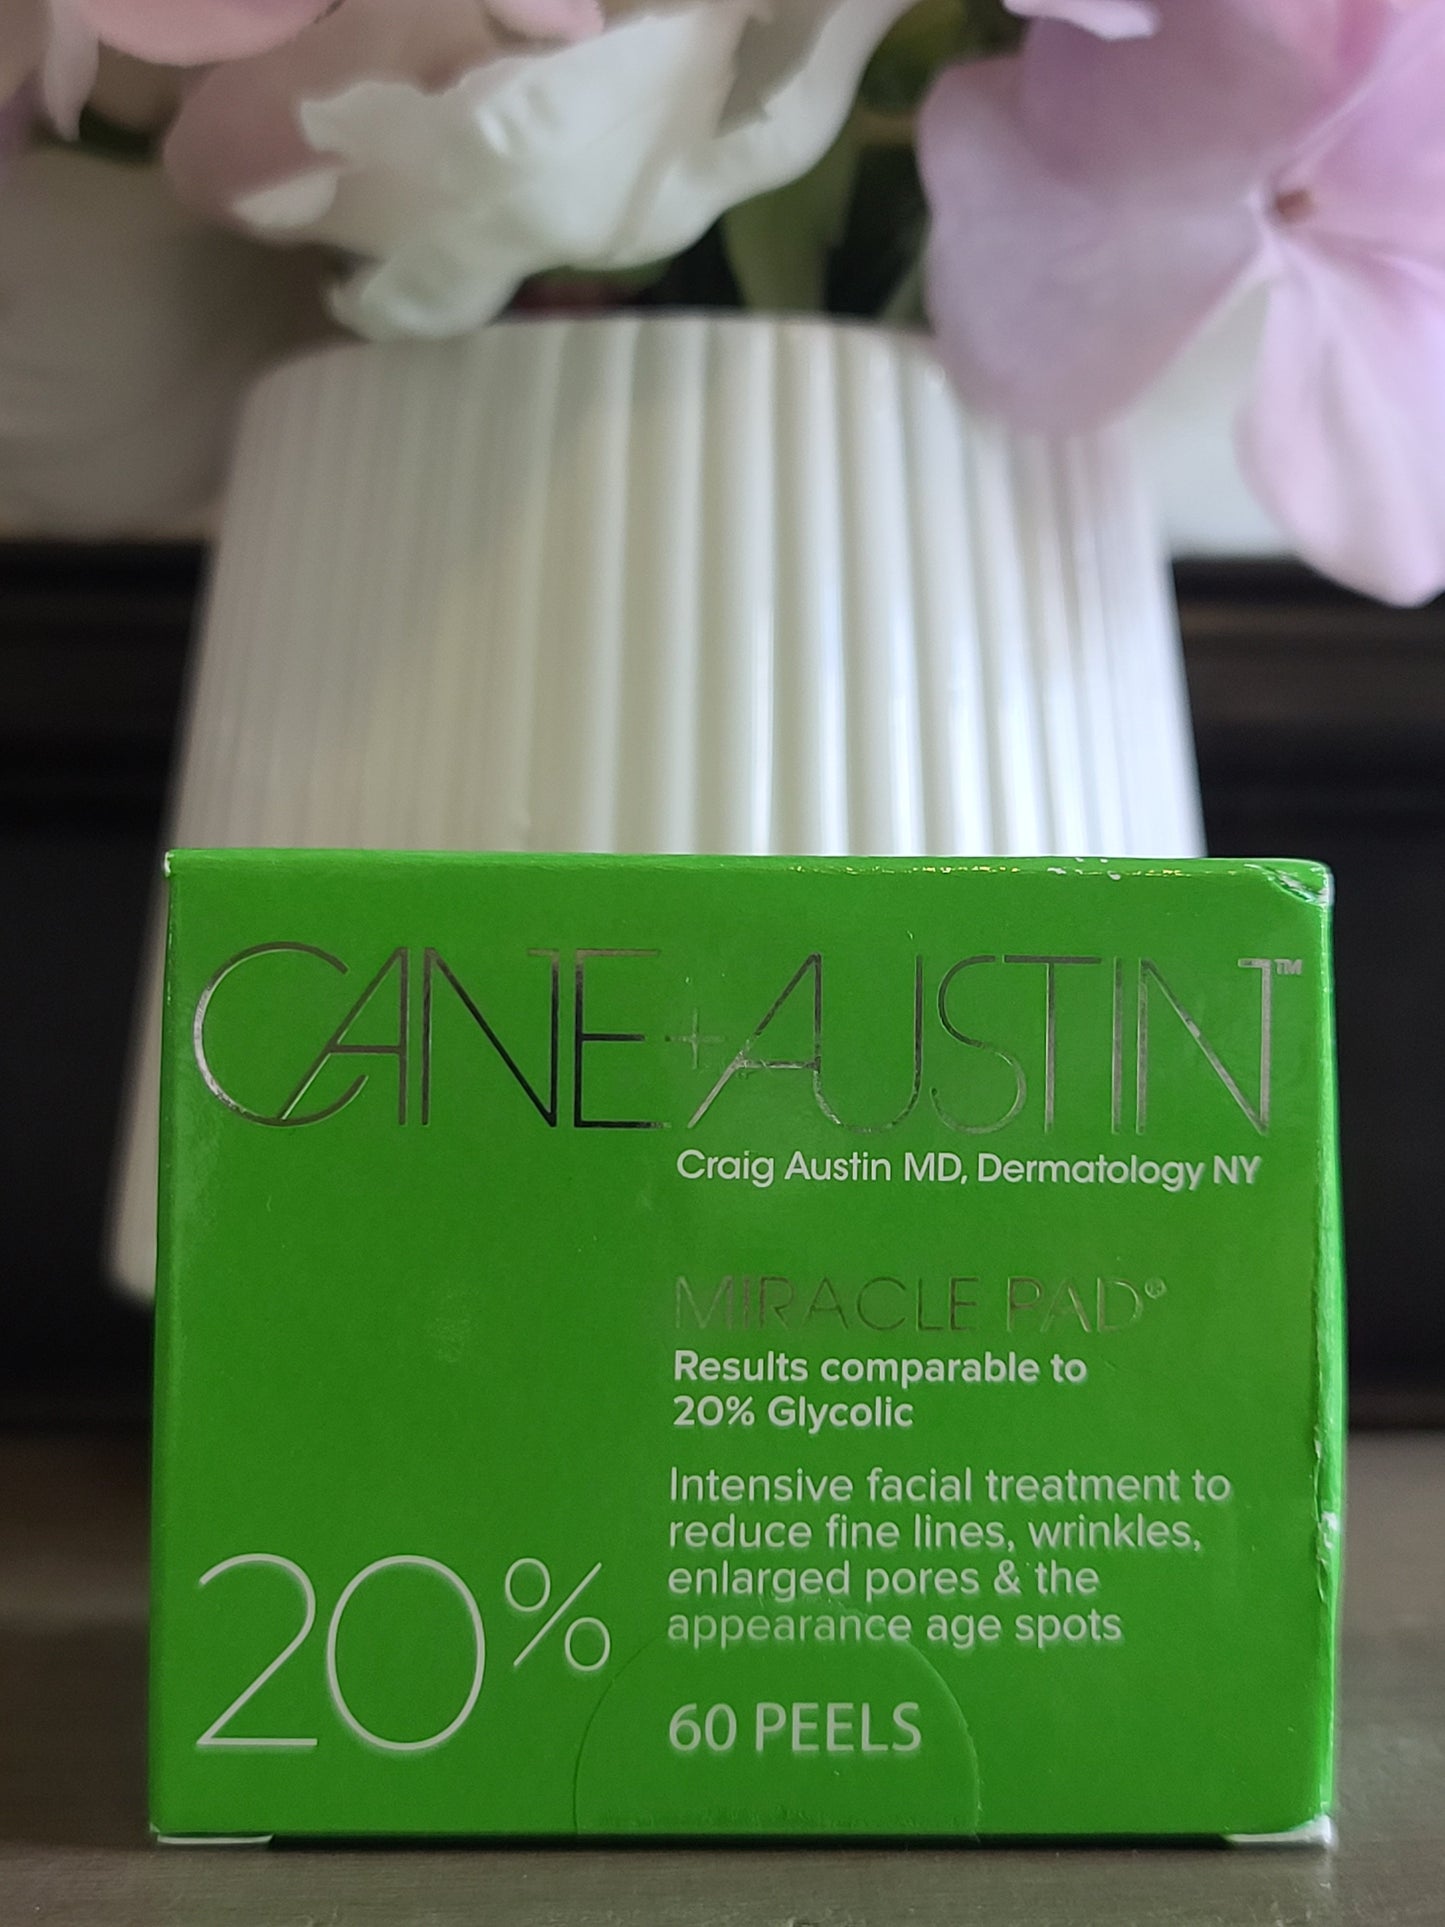 CANE+AUSTIN™
Craig Austin MD, Dermatology NY
MIRACLE PAD®
Results comparable to
20% Glycolic
Intensive facial treatment to
reduce fine lines, wrinkles,
enlarged pores & the
appearance age spots
20%
60 PEELS